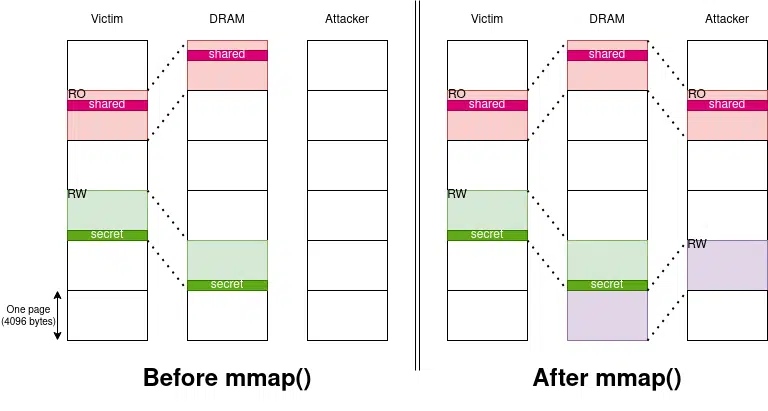 Victim DRAM Attacker
shared
RO
shared
RW
secret
secret
One page
(4096 bytes)
Before mmap()
Victim DRAM Attacker
shared
RO
shared
RO
shared
RW
secret
RW
secret
After mmap()